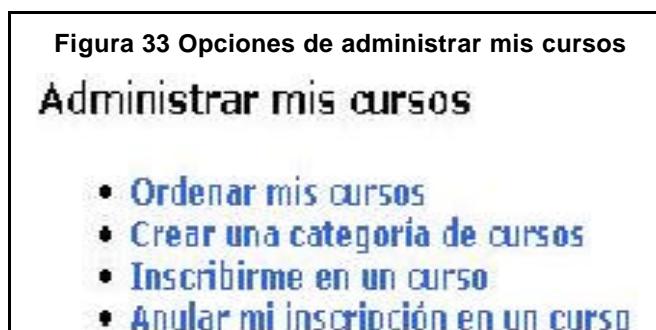 Figura 33 Opciones de administrar mis cursos
Administrar mis cursos
• Ordenar mis cursos
• Crear una categoría de cursos
• Inscribirme en un curso
• Anular mi inscripción en un curso